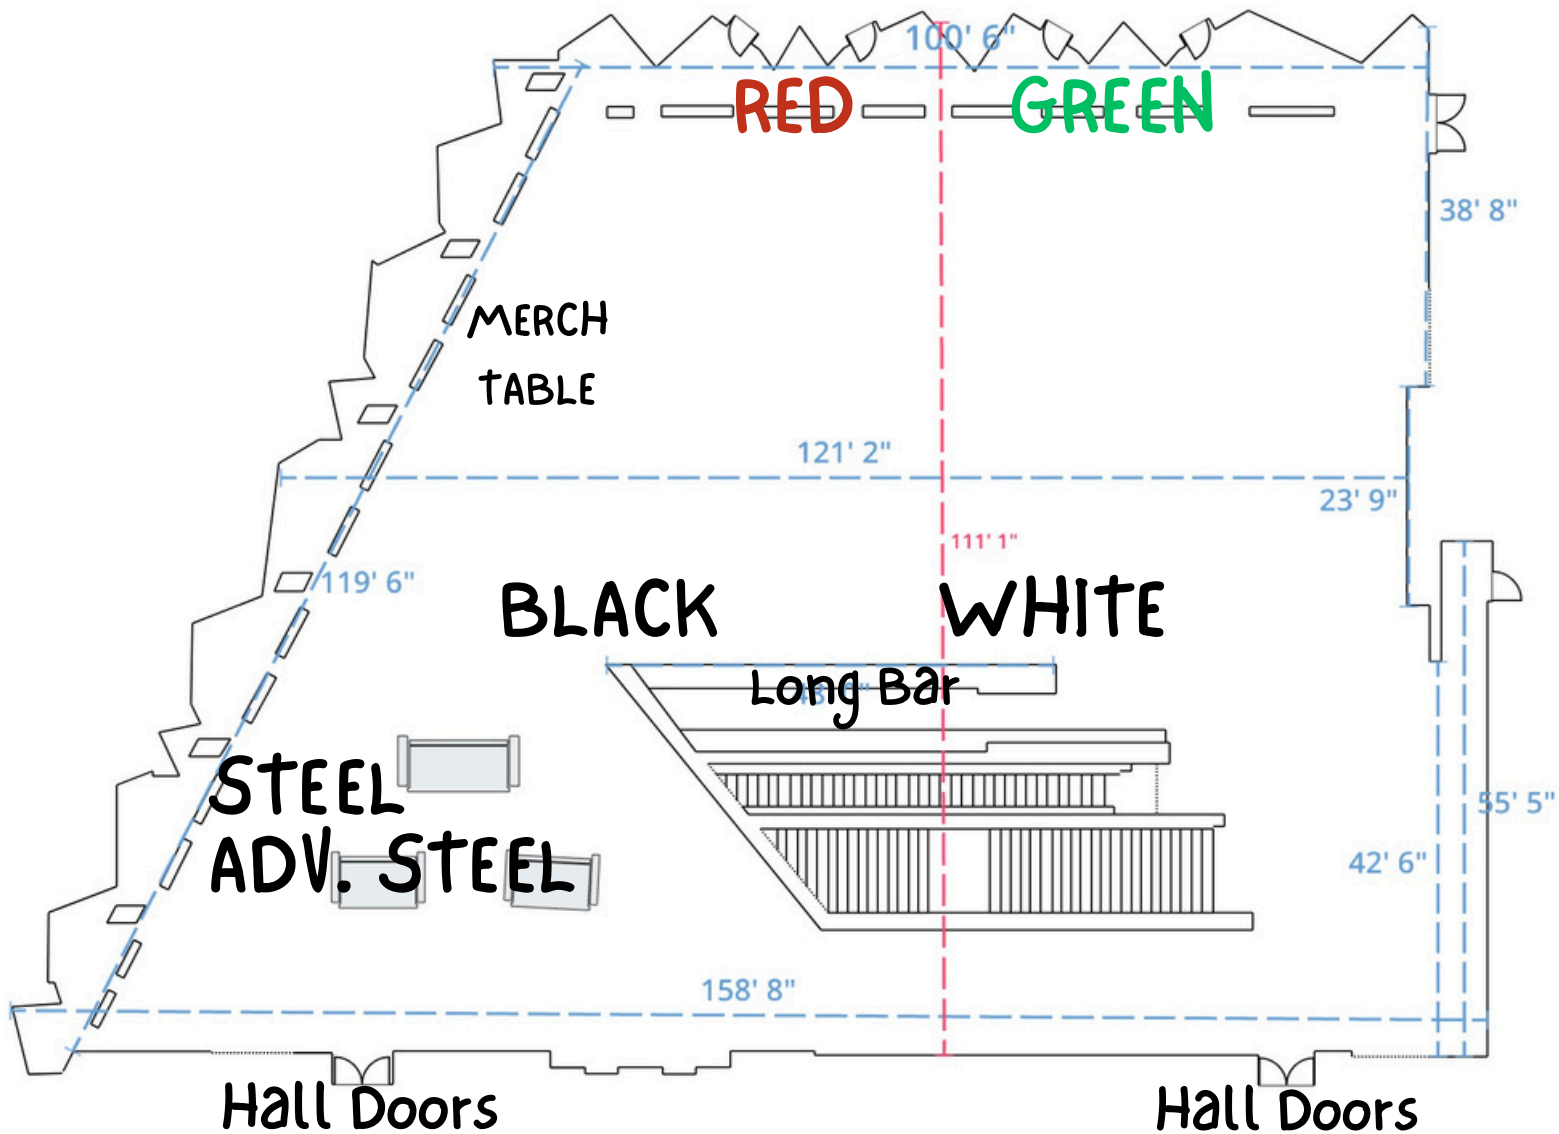 100' 6"
RED
GREEN
38' 8"
MERCH
TABLE
121' 2"
23' 9"
111' 1"
119' 6"
BLACK
WHITE
Long Bar
STEEL
ADV. STEEL
55' 5"
42' 6"
158' 8"
Hall Doors
Hall Doors